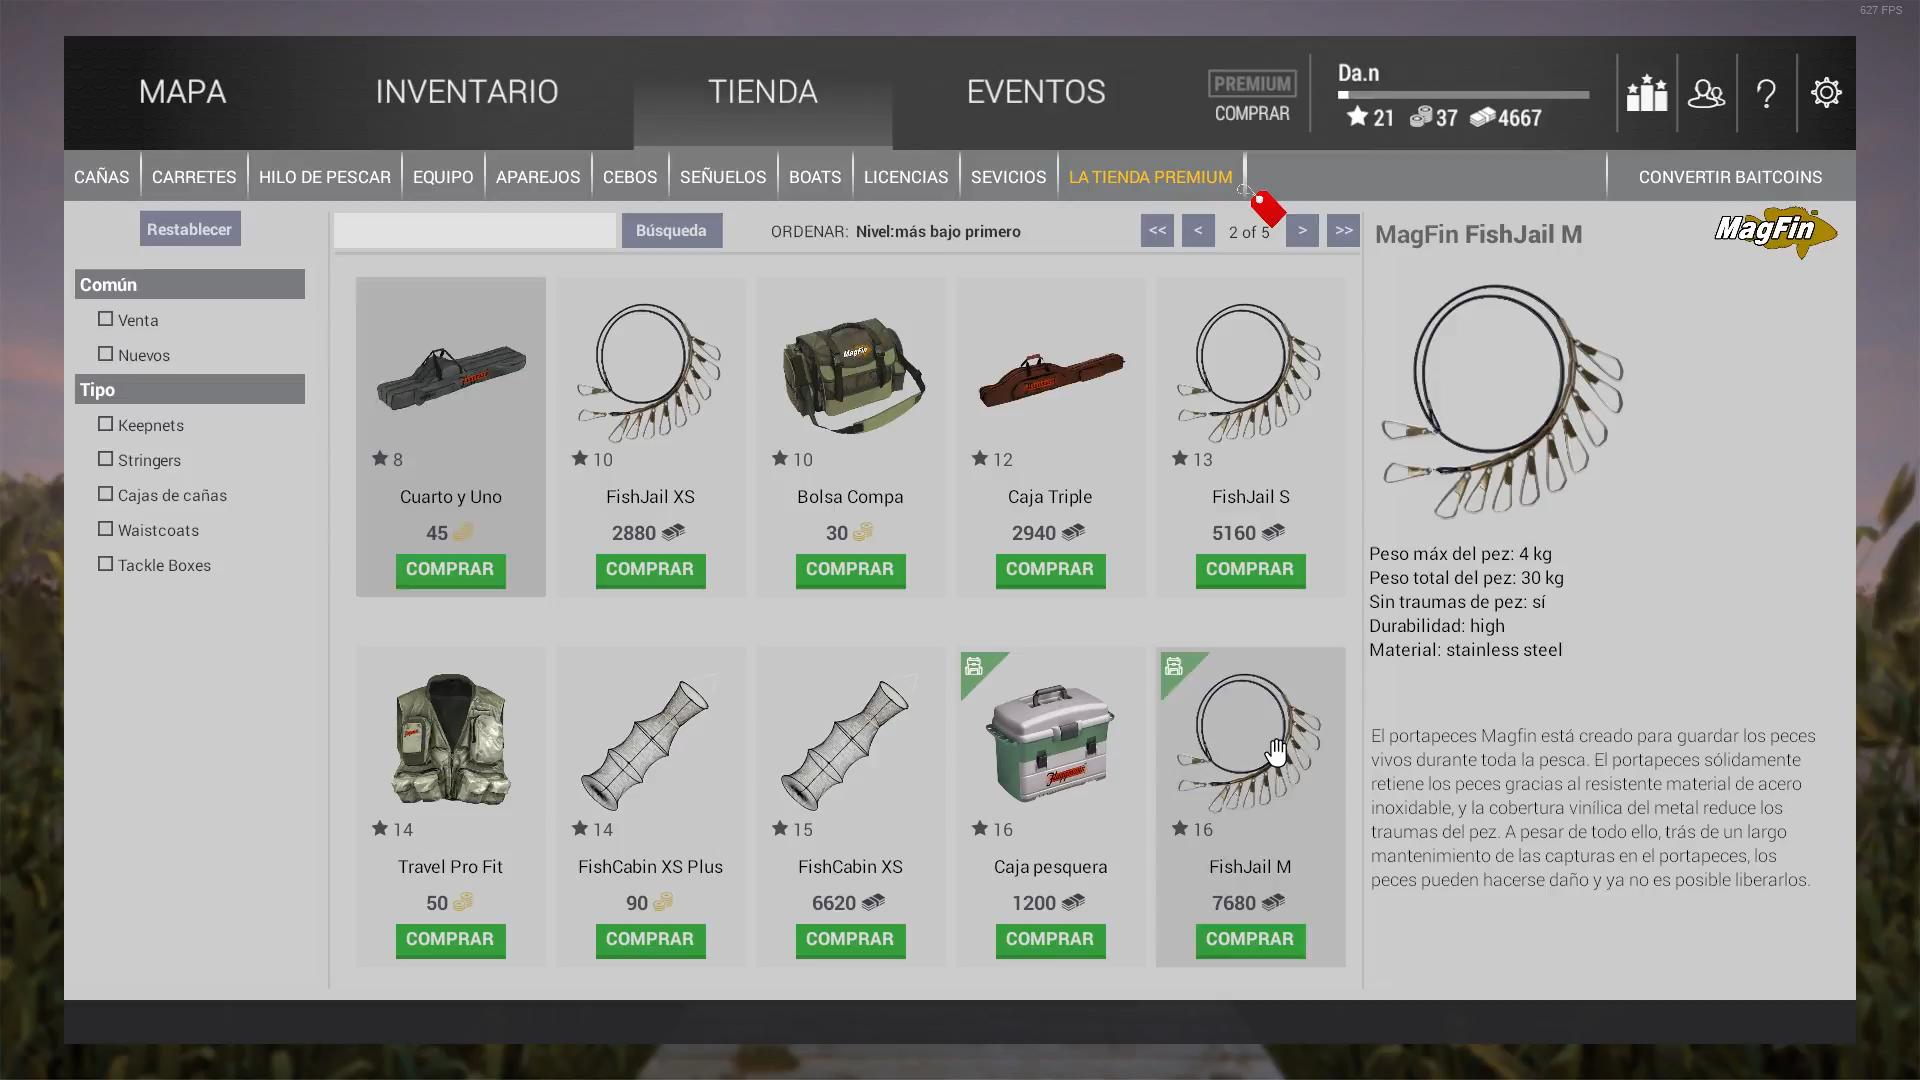 627 FPS
MAPA
INVENTARIO
TIENDA
EVENTOS
PREMIUM
COMPRAR
Da.n
21 37 4667
CAÑAS
CARRETES
HILO DE PESCAR
EQUIPO
APAREJOS
CEBOS
SEÑUELOS
BOATS
LICENCIAS
SEVICIOS
LA TIENDA PREMIUM
CONVERTIR BAITCOINS
Restablecer
Búsqueda
ORDENAR: Nivel:más bajo primero
<< < 2 of 5 > >>
Común
Venta
Nuevos
Tipo
Keepnets
Stringers
Cajas de cañas
Waistcoats
Tackle Boxes
8
Cuarto y Uno
45
COMPRAR
10
FishJail XS
2880
COMPRAR
MagFin
10
Bolsa Compa
30
COMPRAR
12
Caja Triple
2940
COMPRAR
13
FishJail S
5160
COMPRAR
14
Travel Pro Fit
50
COMPRAR
14
FishCabin XS Plus
90
COMPRAR
15
FishCabin XS
6620
COMPRAR
16
Caja pesquera
1200
COMPRAR
16
FishJail M
7680
COMPRAR
MagFin FishJail M
MagFin
Peso máx del pez: 4 kg
Peso total del pez: 30 kg
Sin traumas de pez: sí
Durabilidad: high
Material: stainless steel
El portapeces Magfin está creado para guardar los peces
vivos durante toda la pesca. El portapeces sólidamente
retiene los peces gracias al resistente material de acero
inoxidable, y la cobertura vinílica del metal reduce los
traumas del pez. A pesar de todo ello, trás de un largo
mantenimiento de las capturas en el portapeces, los
peces pueden hacerse daño y ya no es posible liberarlos.